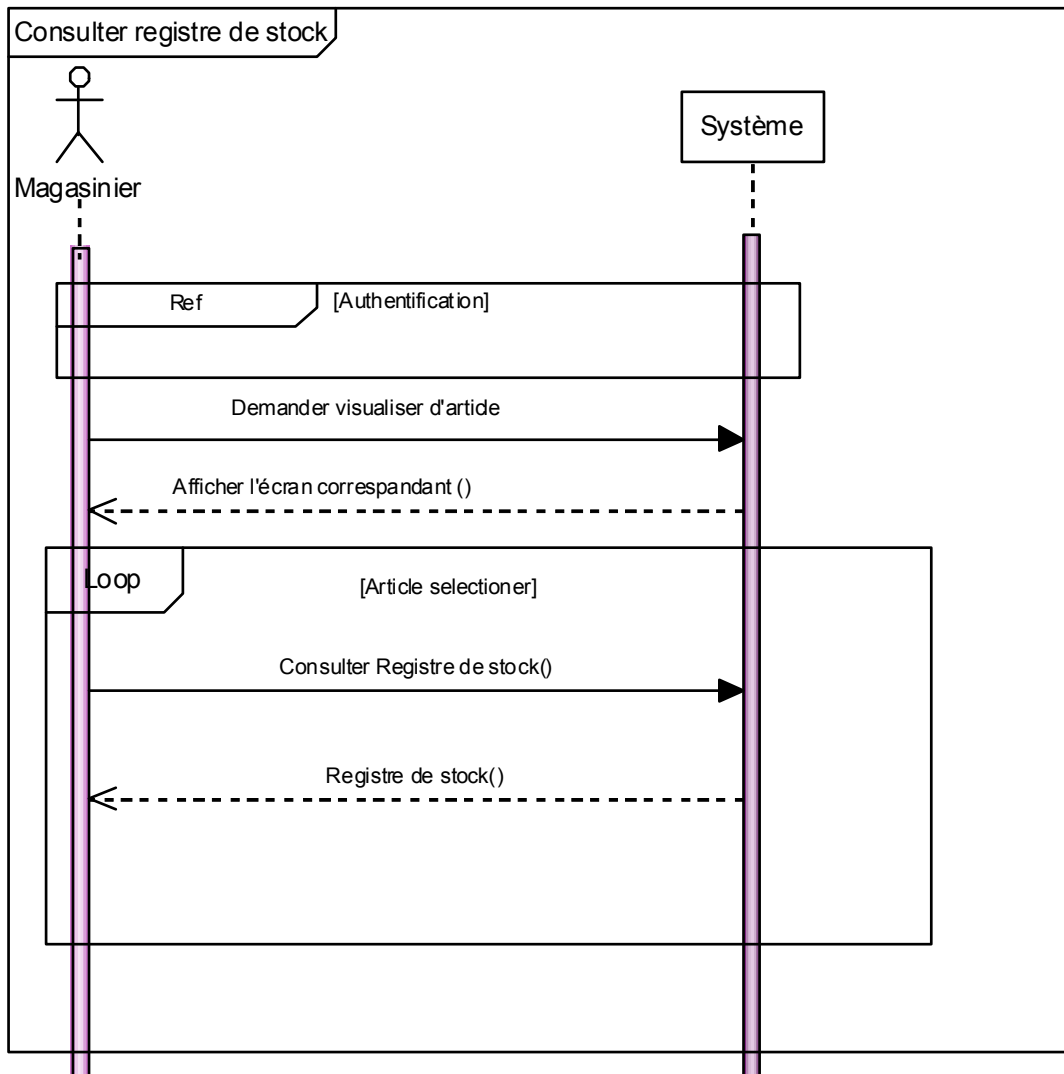 Consulter registre de stock
Système
Magasinier
Ref
[Authentification]
Demander visualiser d'article
Afficher l'écran correspandant ()
Loop
[Article selectioner]
Consulter Registre de stock()
Registre de stock()